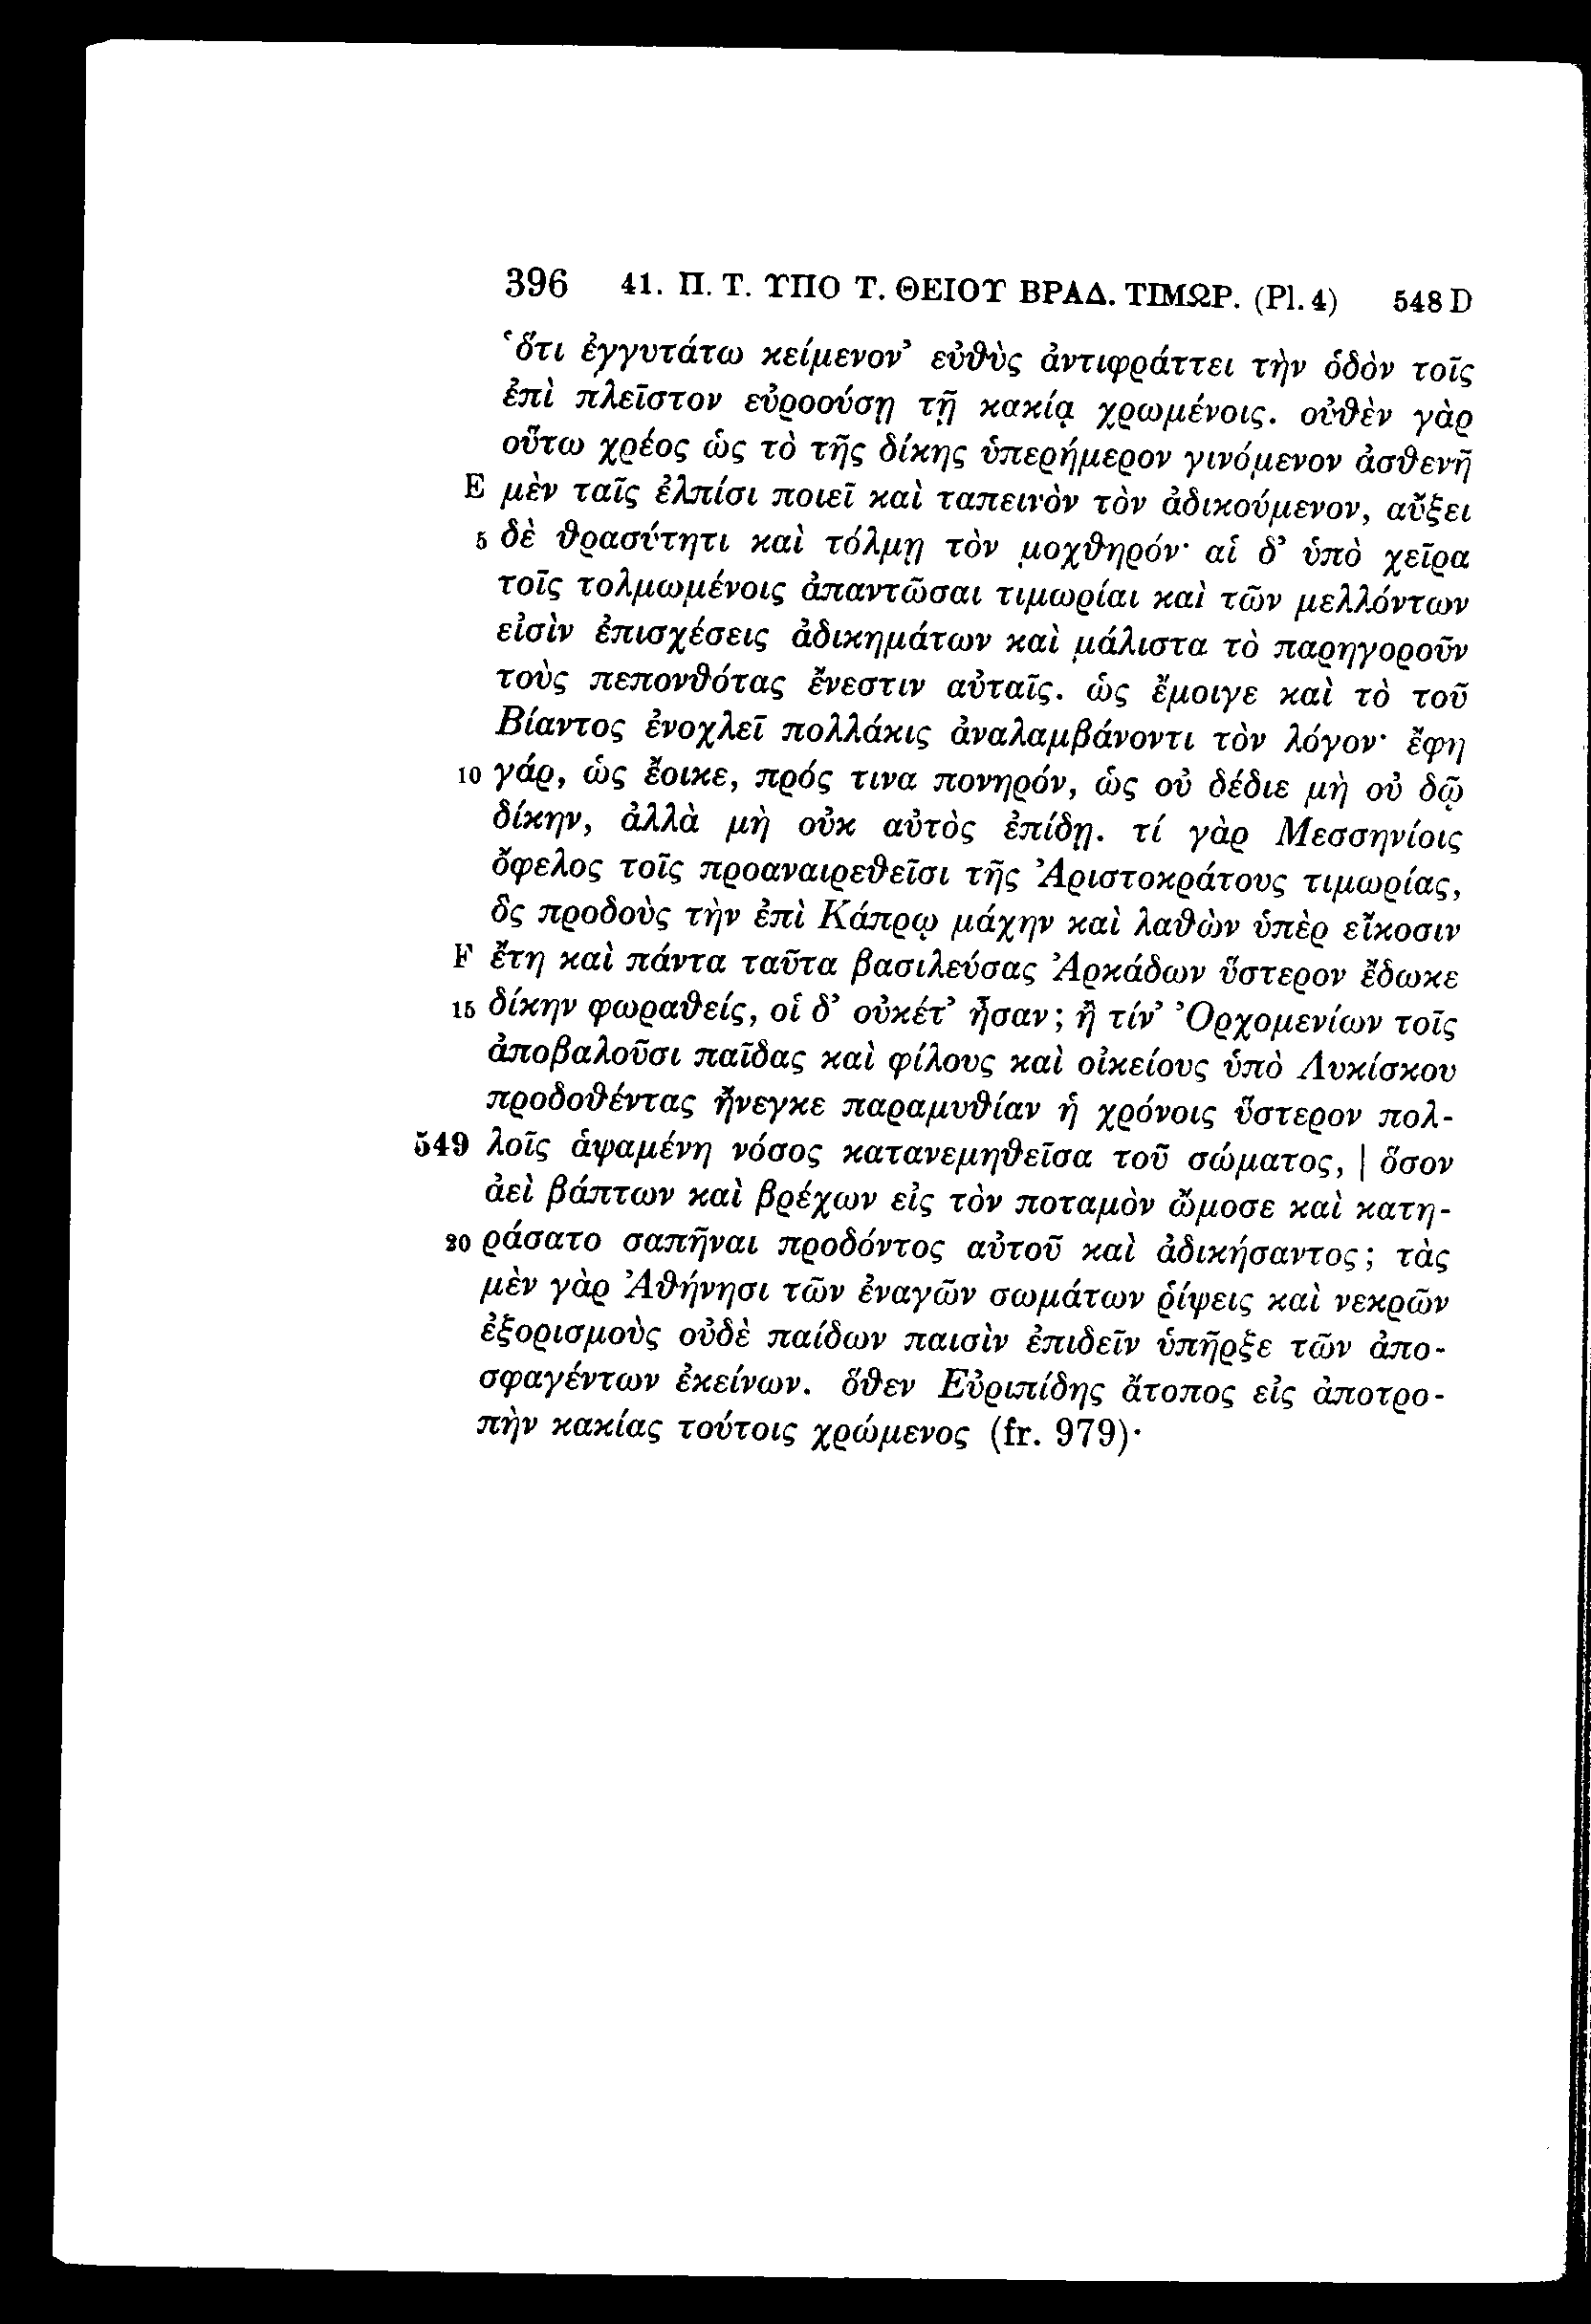 396 41. Π. Τ. ΥΠΟ Τ. ΘΕΙΟΥ ΒΡΑΔ. ΤΙΜΩΡ. (Pl. 4) 548 D
‘ὅτι ἐγγυτάτω κείμενον’ εὐθὺς ἀντιφράττει τὴν ὁδὸν τοῖς
ἐπὶ πλεῖστον εὐροούσῃ τῇ κακίᾳ χρωμένοις. οὐθὲν γὰρ
οὕτω χρέος ὡς τὸ τῆς δίκης ὑπερήμερον γινόμενον ἀσθενῆ
E μὲν ταῖς ἐλπίσι ποιεῖ καὶ ταπεινὸν τὸν ἀδικούμενον, αὔξει
5 δὲ θρασύτητι καὶ τόλμῃ τὸν μοχθηρόν· αἱ δ’ ὑπὸ χεῖρα
τοῖς τολμωμένοις ἀπαντῶσαι τιμωρίαι καὶ τῶν μελλόντων
εἰσὶν ἐπισχέσεις ἀδικημάτων καὶ μάλιστα τὸ παρηγοροῦν
τοὺς πεπονθότας ἔνεστιν αὐταῖς. ὡς ἔμοιγε καὶ τὸ τοῦ
Βίαντος ἐνοχλεῖ πολλάκις ἀναλαμβάνοντι τὸν λόγον· ἔφη
10 γάρ, ὡς ἔοικε, πρός τινα πονηρόν, ὡς οὐ δέδιε μὴ οὐ δῷ
δίκην, ἀλλὰ μὴ οὐκ αὐτὸς ἐπίδῃ. τί γὰρ Μεσσηνίοις
ὄφελος τοῖς προαναιρεθεῖσι τῆς Ἀριστοκράτους τιμωρίας,
ὃς προδοὺς τὴν ἐπὶ Κάπρῳ μάχην καὶ λαθὼν ὑπὲρ εἴκοσιν
F ἔτη καὶ πάντα ταῦτα βασιλεύσας Ἀρκάδων ὕστερον ἔδωκε
15 δίκην φωραθείς, οἱ δ’ οὐκέτ’ ἦσαν; ἢ τίν’ Ὀρχομενίων τοῖς
ἀποβαλοῦσι παῖδας καὶ φίλους καὶ οἰκείους ὑπὸ Λυκίσκου
προδοθέντας ἤνεγκε παραμυθίαν ἡ χρόνοις ὕστερον πολ-
549 λοῖς ἁψαμένη νόσος κατανεμηθεῖσα τοῦ σώματος, | ὅσον
ἀεὶ βάπτων καὶ βρέχων εἰς τὸν ποταμὸν ὤμοσε καὶ κατη-
20 ράσατο σαπῆναι προδόντος αὐτοῦ καὶ ἀδικήσαντος; τὰς
μὲν γὰρ Ἀθήνησι τῶν ἐναγῶν σωμάτων ῥίψεις καὶ νεκρῶν
ἐξορισμοὺς οὐδὲ παίδων παισὶν ἐπιδεῖν ὑπῆρξε τῶν ἀπο-
σφαγέντων ἐκείνων. ὅθεν Εὐριπίδης ἄτοπος εἰς ἀποτρο-
πὴν κακίας τούτοις χρώμενος (fr. 979)·